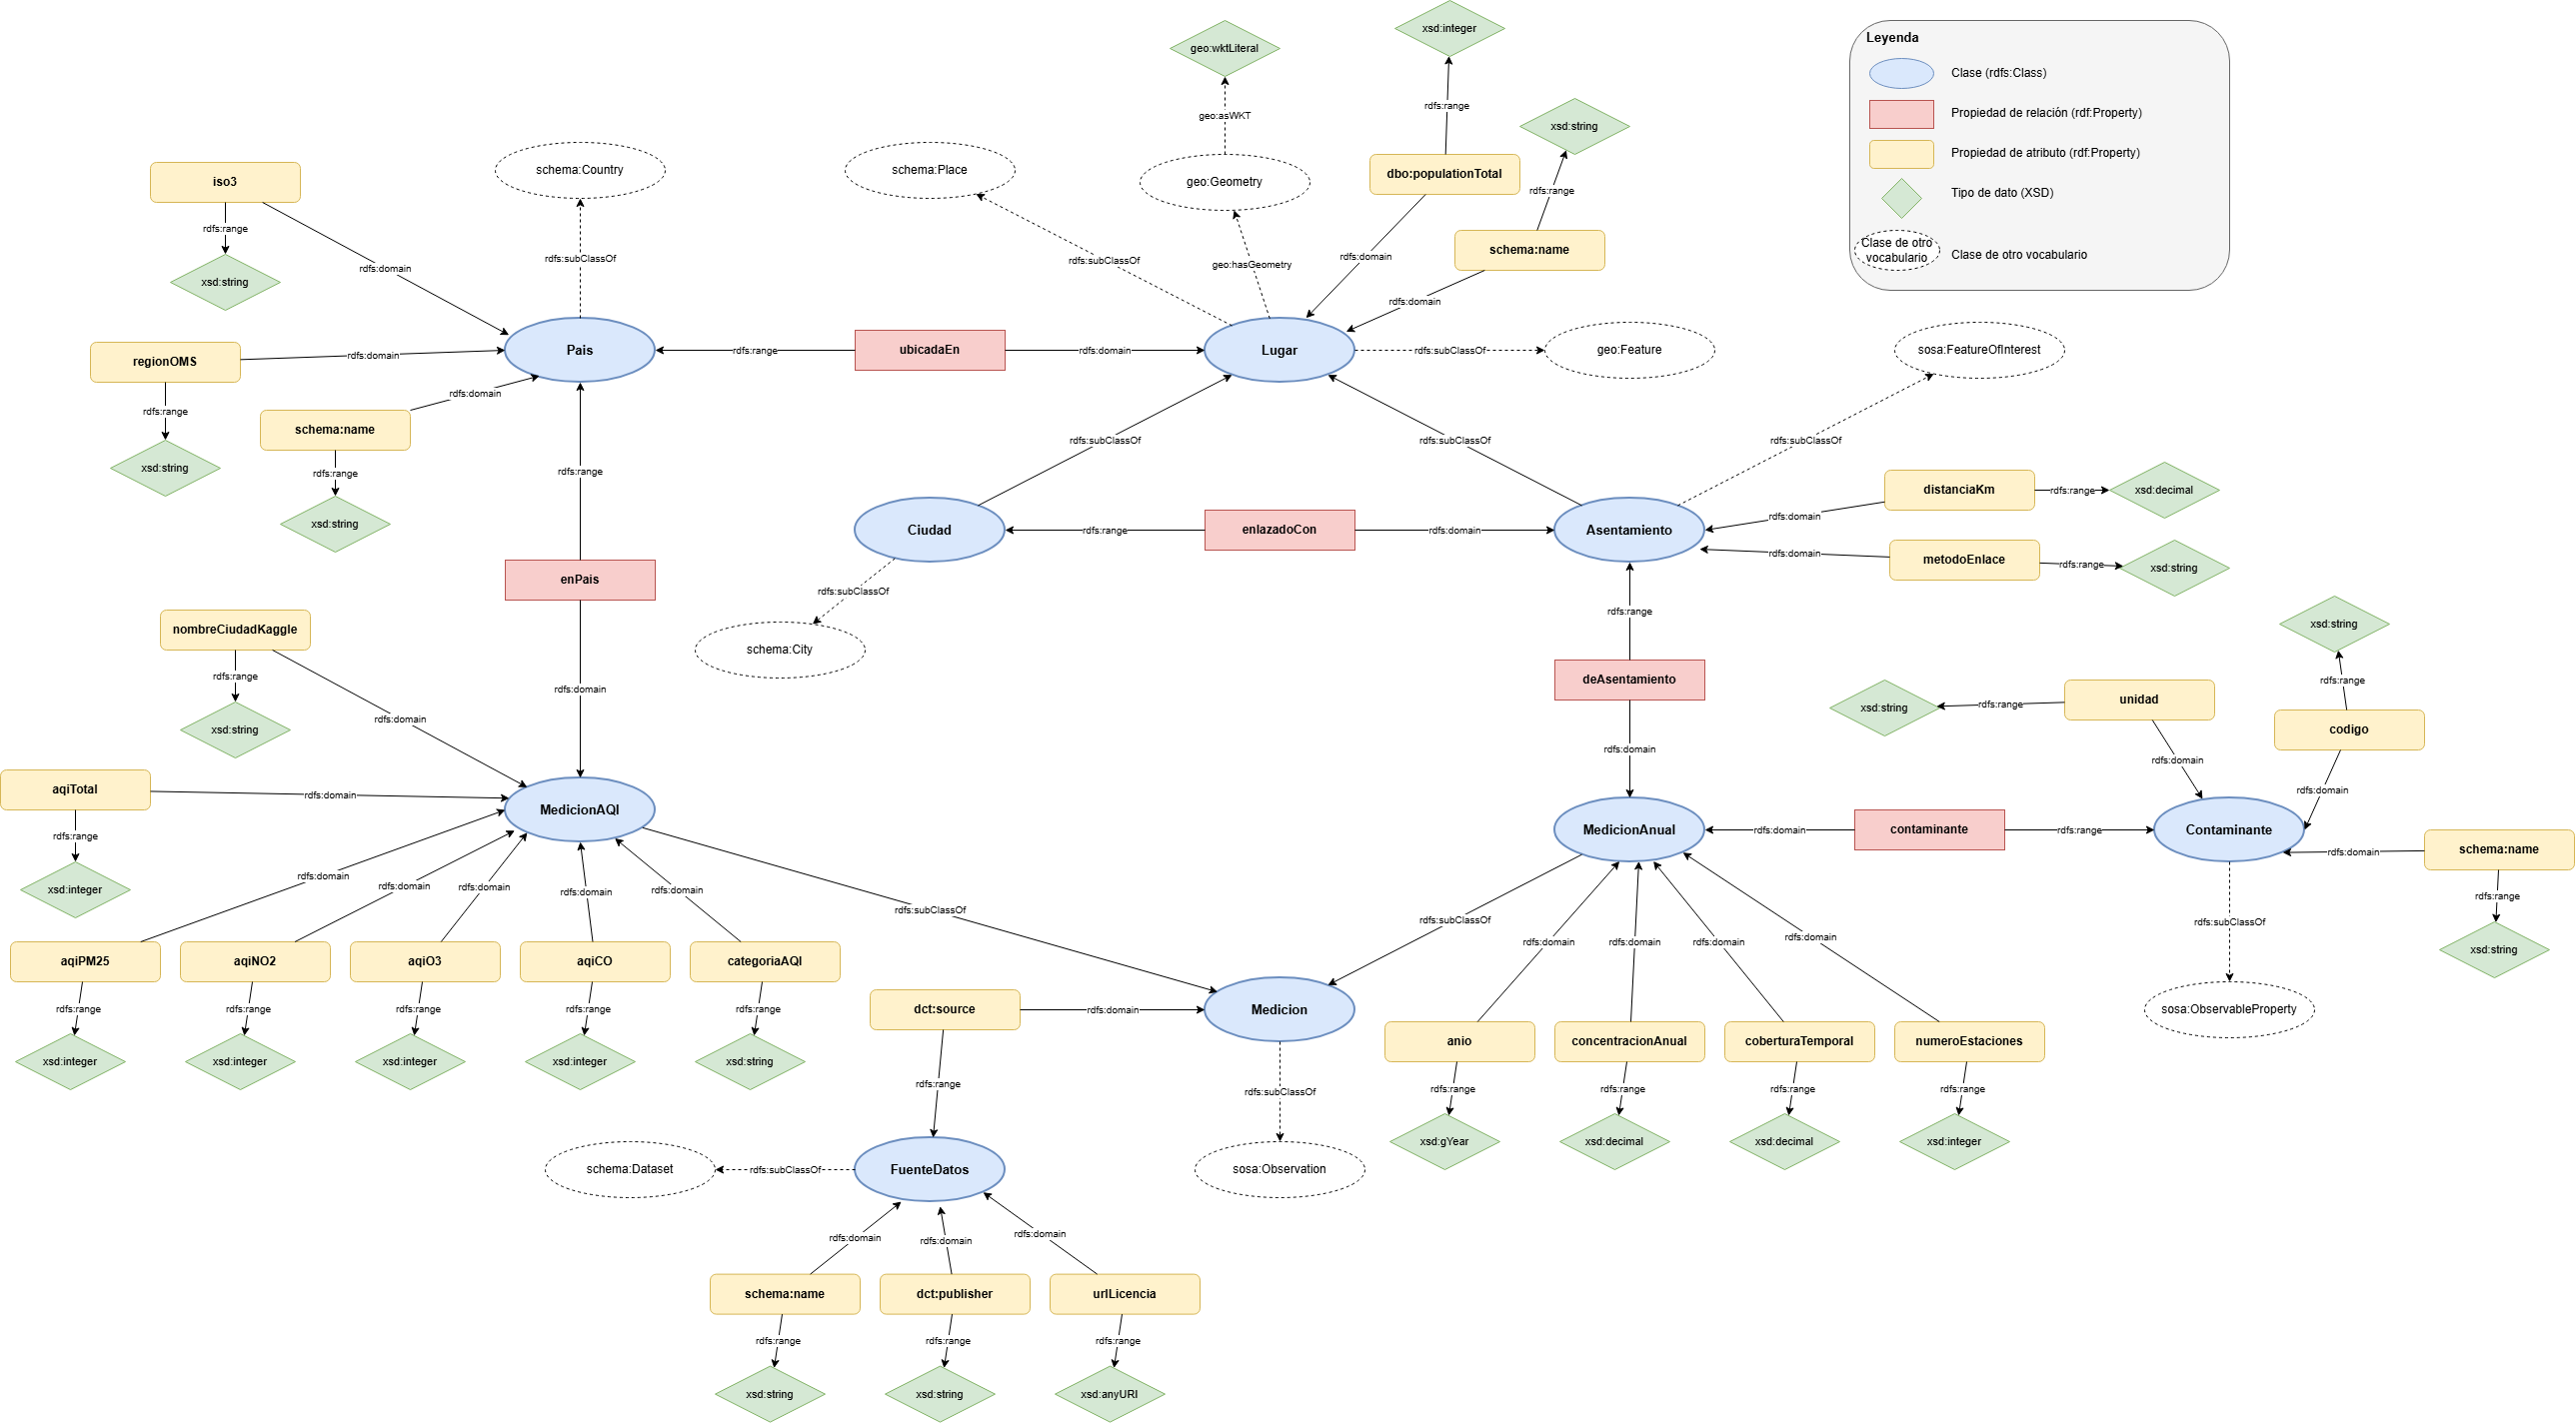 xsd:integer
Leyenda
geo:wktLiteral
Clase (rdfs:Class)
rdfs:range
Propiedad de relación (rdf:Property)
geo:asWKT
xsd:string
Propiedad de atributo (rdf:Property)
schema:Country
schema:Place
dbo:populationTotal
iso3
geo:Geometry
rdfs:range
Tipo de dato (XSD)
rdfs:range
Clase de otro
vocabulario
Clase de otro vocabulario
schema:name
rdfs:subClassOf
rdfs:subClassOf
geo:hasGeometry
rdfs:domain
rdfs:domain
xsd:string
rdfs:domain
regionOMS
rdfs:domain
Pais
rdfs:range
ubicadaEn
rdfs:domain
Lugar
rdfs:subClassOf
geo:Feature
sosa:FeatureOfInterest
rdfs:domain
rdfs:range
schema:name
rdfs:subClassOf
rdfs:subClassOf
rdfs:subClassOf
xsd:string
rdfs:range
rdfs:range
distanciaKm
rdfs:range
xsd:decimal
xsd:string
Ciudad
rdfs:range
enlazadoCon
rdfs:domain
Asentamiento
rdfs:domain
rdfs:domain
metodoEnlace
rdfs:range
xsd:string
enPais
rdfs:subClassOf
rdfs:range
nombreCiudadKaggle
xsd:string
schema:City
rdfs:range
rdfs:domain
deAsentamiento
rdfs:range
xsd:string
rdfs:range
unidad
rdfs:domain
xsd:string
codigo
rdfs:domain
rdfs:domain
aqiTotal
rdfs:domain
rdfs:domain
MedicionAQI
MedicionAnual
rdfs:domain
contaminante
rdfs:range
Contaminante
rdfs:range
rdfs:domain
schema:name
rdfs:domain
rdfs:domain
rdfs:domain
rdfs:domain
rdfs:domain
xsd:integer
rdfs:range
rdfs:subClassOf
rdfs:subClassOf
rdfs:subClassOf
rdfs:domain
rdfs:domain
rdfs:domain
rdfs:domain
xsd:string
aqiPM25
aqiNO2
aqiO3
aqiCO
categoriaAQI
rdfs:range
rdfs:range
rdfs:range
rdfs:range
rdfs:range
dct:source
rdfs:domain
Medicion
sosa:ObservableProperty
anio
concentracionAnual
coberturaTemporal
numeroEstaciones
xsd:integer
xsd:integer
xsd:integer
xsd:integer
xsd:string
rdfs:range
rdfs:subClassOf
rdfs:range
rdfs:range
rdfs:range
rdfs:range
xsd:gYear
xsd:decimal
xsd:decimal
xsd:integer
schema:Dataset
rdfs:subClassOf
FuenteDatos
sosa:Observation
rdfs:domain
rdfs:domain
rdfs:domain
schema:name
dct:publisher
urlLicencia
rdfs:range
rdfs:range
rdfs:range
xsd:string
xsd:string
xsd:anyURI